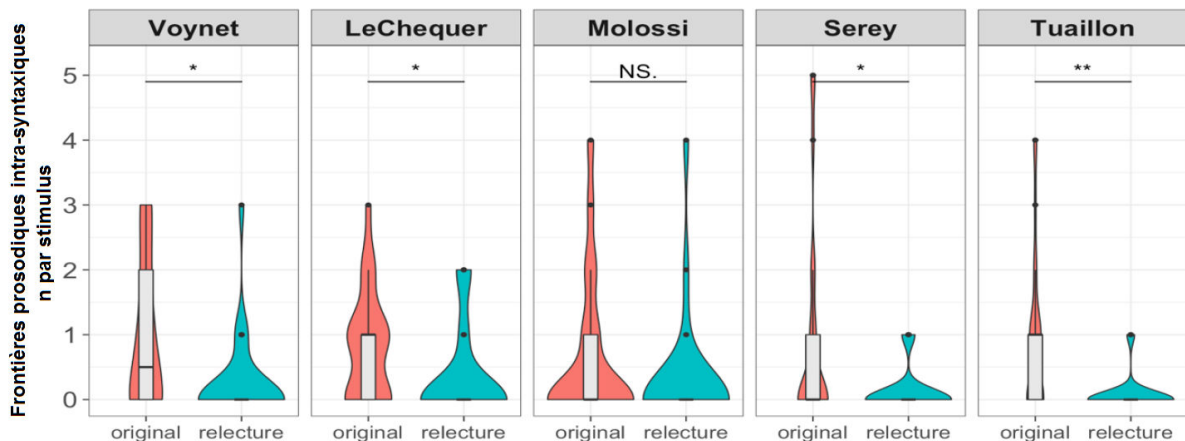 Voynet
LeChequer
Molossi
Serey
Tuaillon
Frontières prosodiques intra-syntaxiques
n par stimulus
5
4
3
2
1
0
*
*
NS.
*
**
original relecture
original relecture
original relecture
original relecture
original relecture